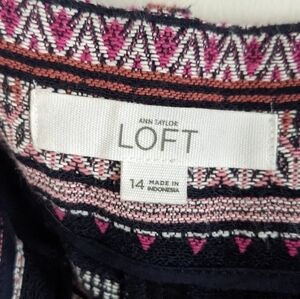 ANN TAYLOR
LOFT
14 MADE IN
INDONESIA